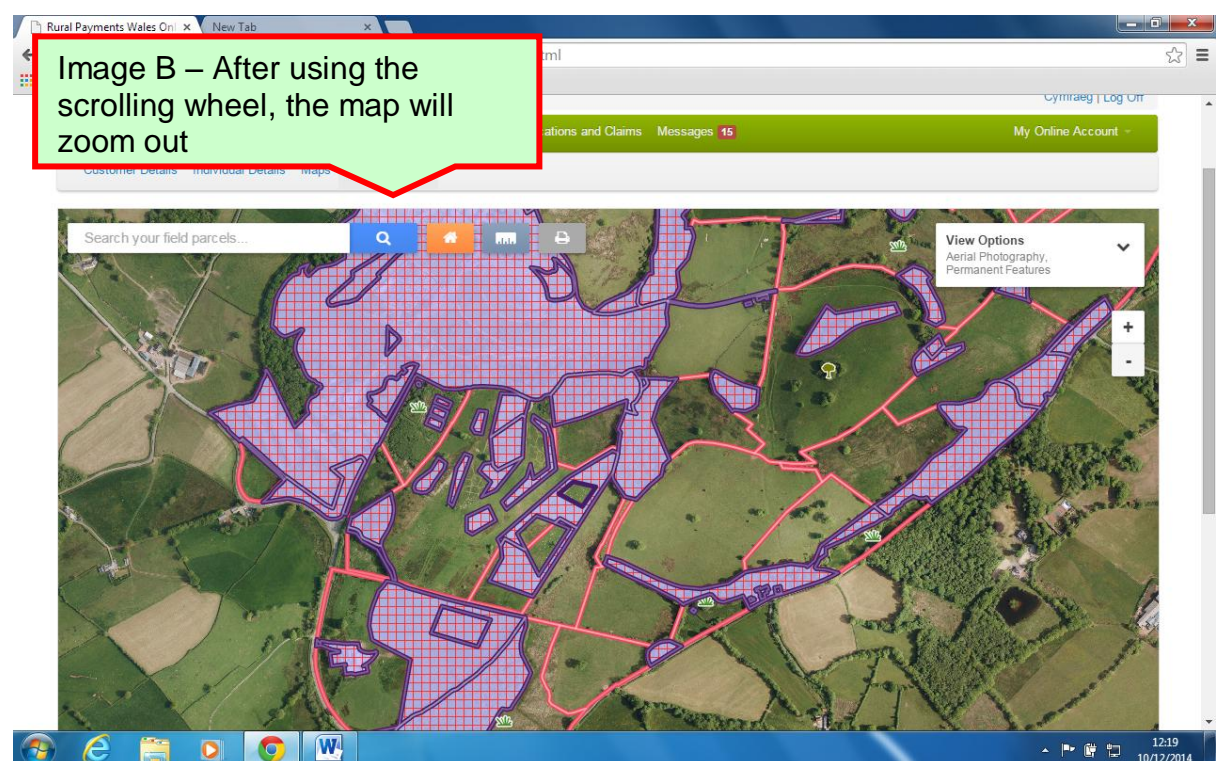 Rural Payments Wales Onl
New Tab
Image B – After using the
scrolling wheel, the map will
zoom out
tml
Cymraeg | Log Off
ations and Claims Messages 15 My Online Account
Customer Details Individual Details Maps
Search your field parcels...
View Options
Aerial Photography,
Permanent Features
+
-
12:19
10/12/2014